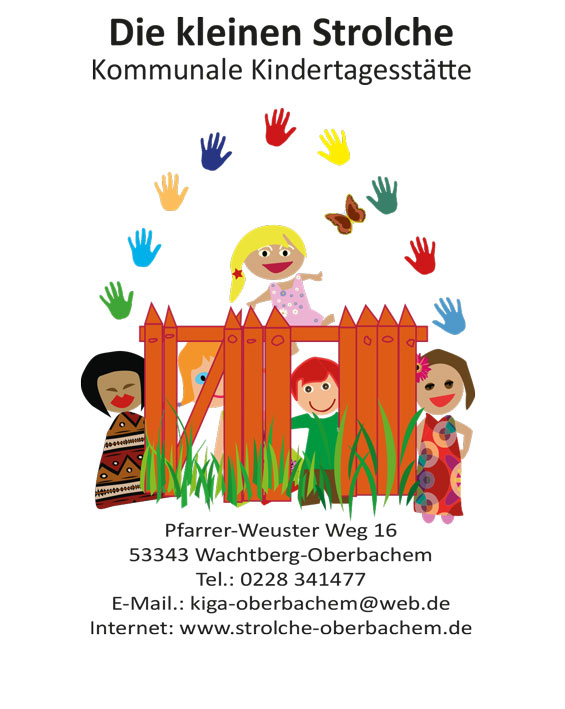 Die kleinen Strolche
Kommunale Kindertagesstätte
Pfarrer-Weuster Weg 16
53343 Wachtberg-Oberbachem
Tel.: 0228 341477
E-Mail.: kiga-oberbachem@web.de
Internet: www.strolche-oberbachem.de